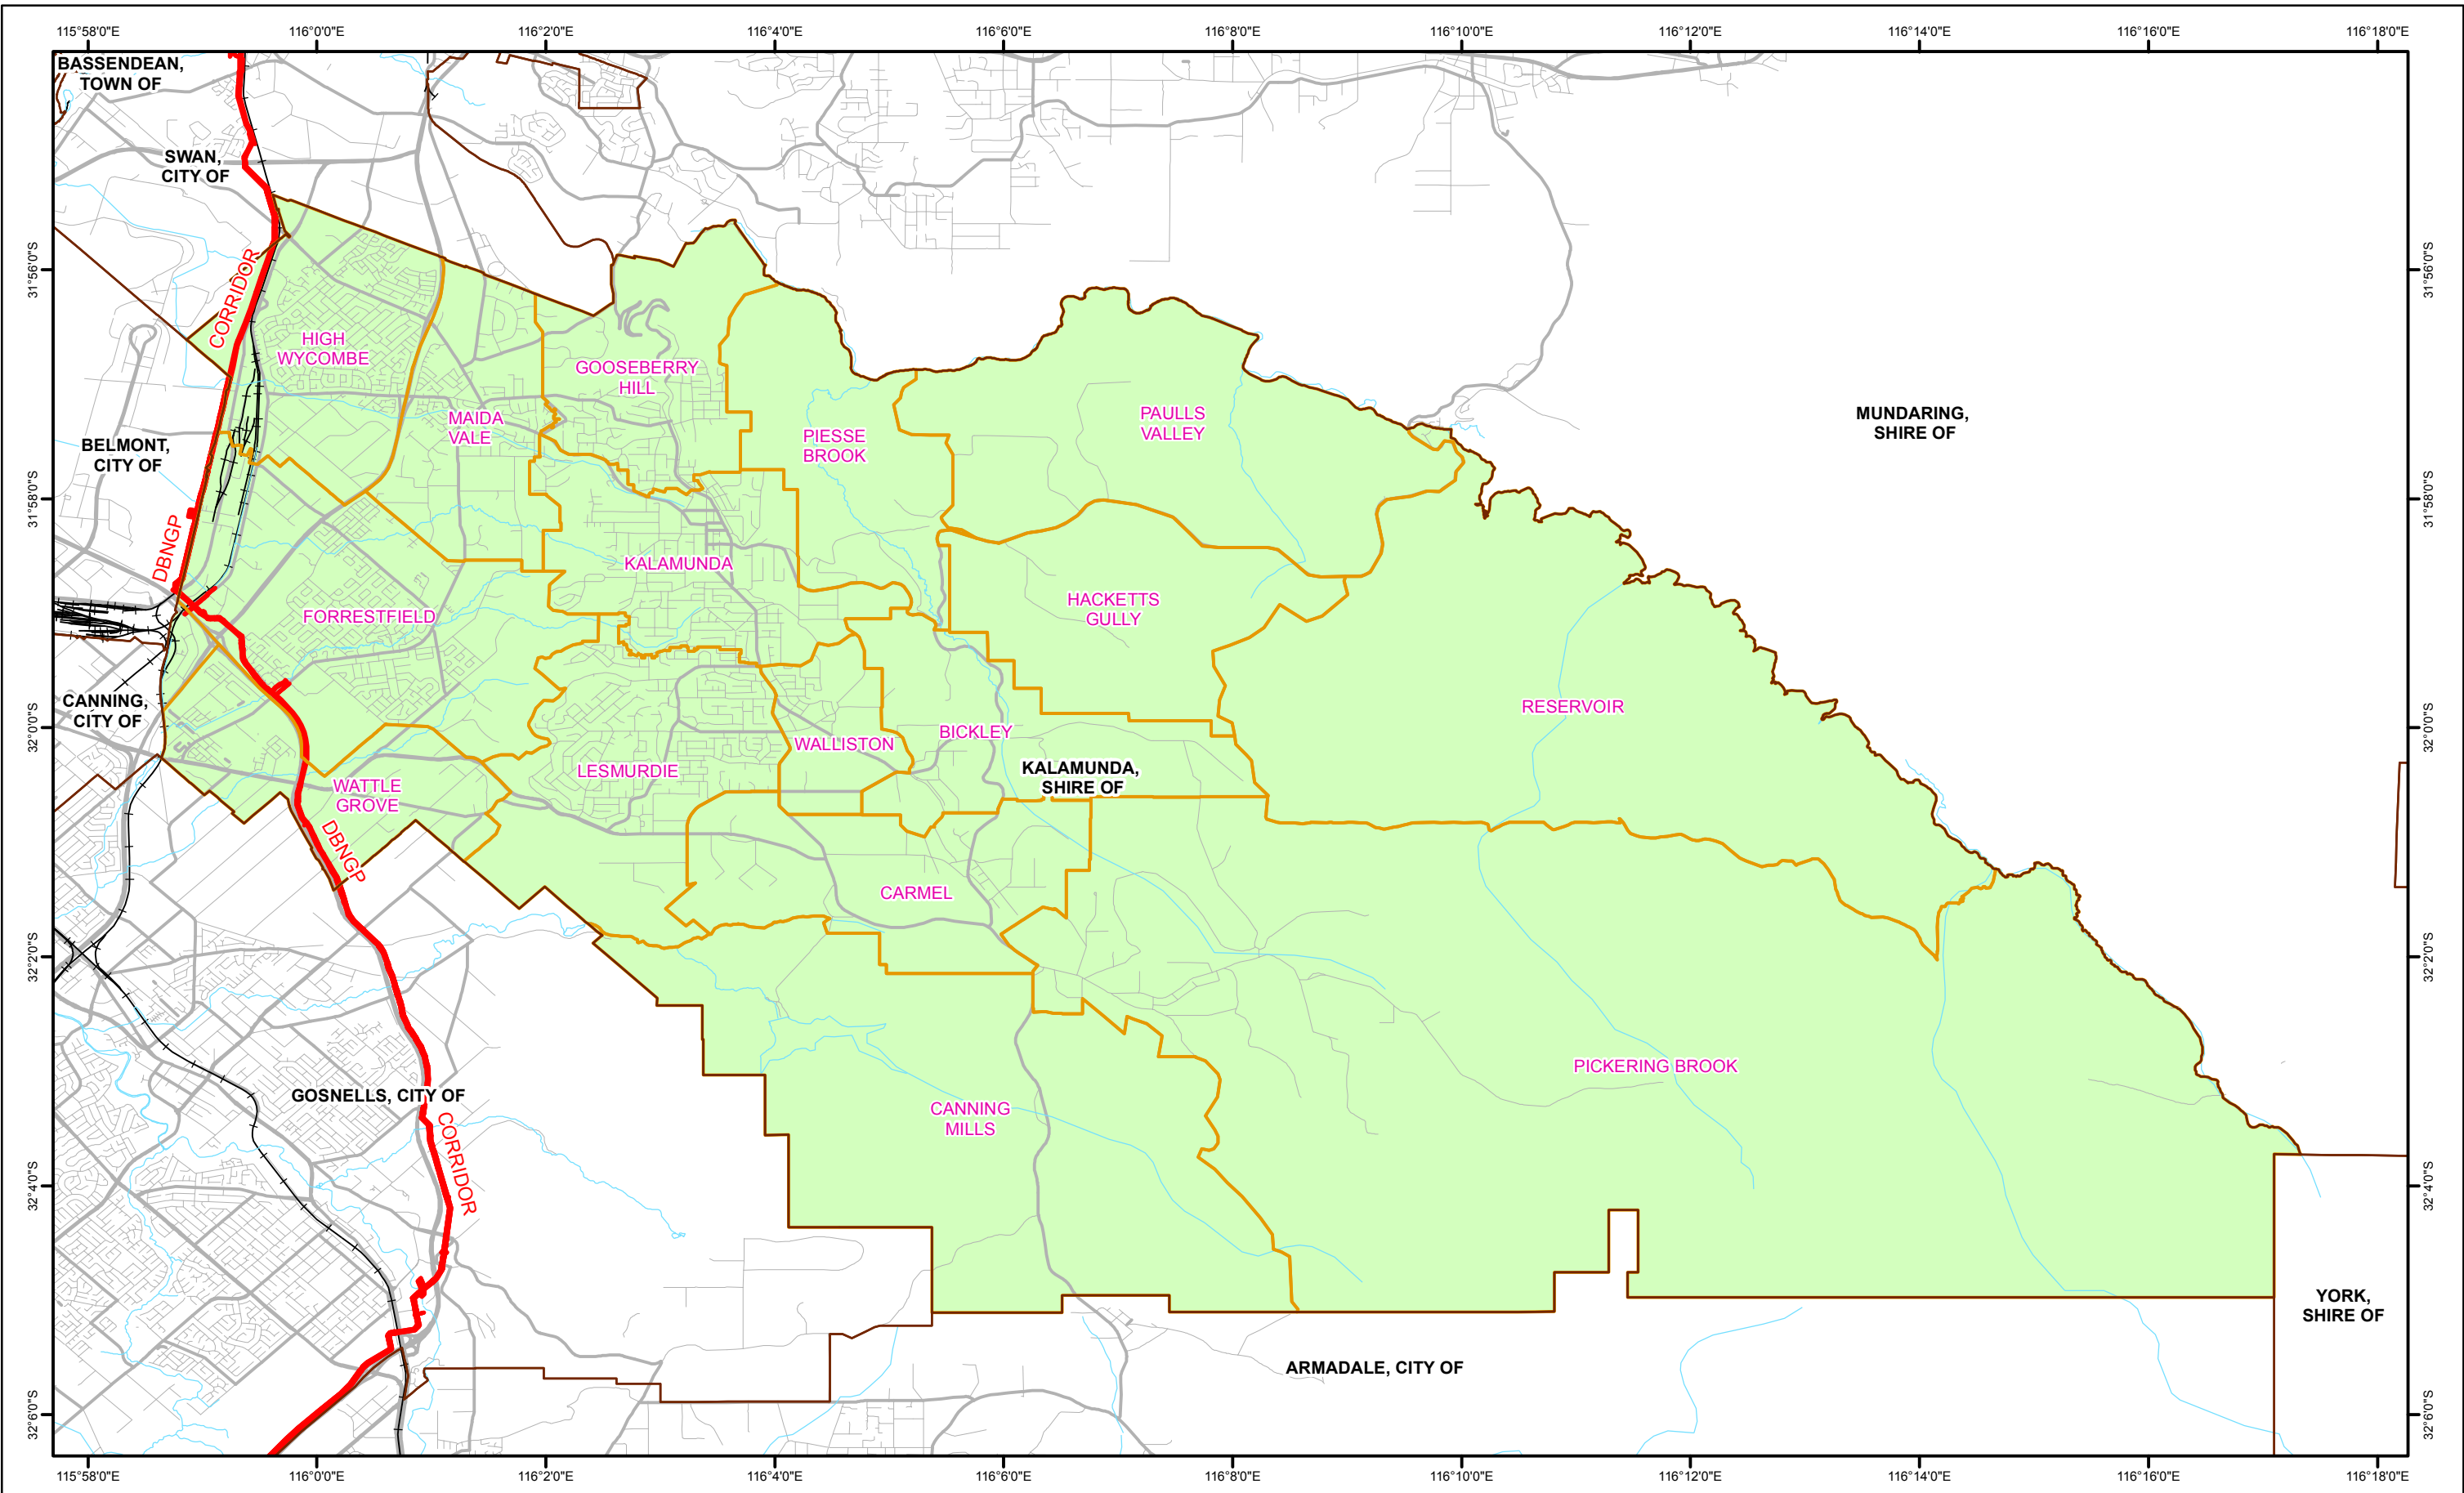 115°58'0"E
116°0'0"E
116°2'0"E
116°4'0"E
116°6'0"E
116°8'0"E
116°10'0"E
116°12'0"E
116°14'0"E
116°16'0"E
116°18'0"E
BASSENDEAN,
TOWN OF
SWAN,
CITY OF
31°56'0"S
31°56'0"S
CORRIDOR
HIGH
WYCOMBE
GOOSEBERRY
HILL
MAIDA
VALE
PIESSE
BROOK
PAULLS
VALLEY
MUNDARING,
SHIRE OF
BELMONT,
CITY OF
31°58'0"S
31°58'0"S
DBNGP
KALAMUNDA
FORRESTFIELD
HACKETTS
GULLY
CANNING,
CITY OF
RESERVOIR
32°0'0"S
32°0'0"S
WALLISTON
BICKLEY
LESMURDIE
KALAMUNDA,
SHIRE OF
WATTLE
GROVE
DBNGP
CARMEL
32°2'0"S
32°2'0"S
PICKERING BROOK
GOSNELLS, CITY OF
CANNING
MILLS
CORRIDOR
32°4'0"S
32°4'0"S
YORK,
SHIRE OF
ARMADALE, CITY OF
32°6'0"S
32°6'0"S
115°58'0"E
116°0'0"E
116°2'0"E
116°4'0"E
116°6'0"E
116°8'0"E
116°10'0"E
116°12'0"E
116°14'0"E
116°16'0"E
116°18'0"E